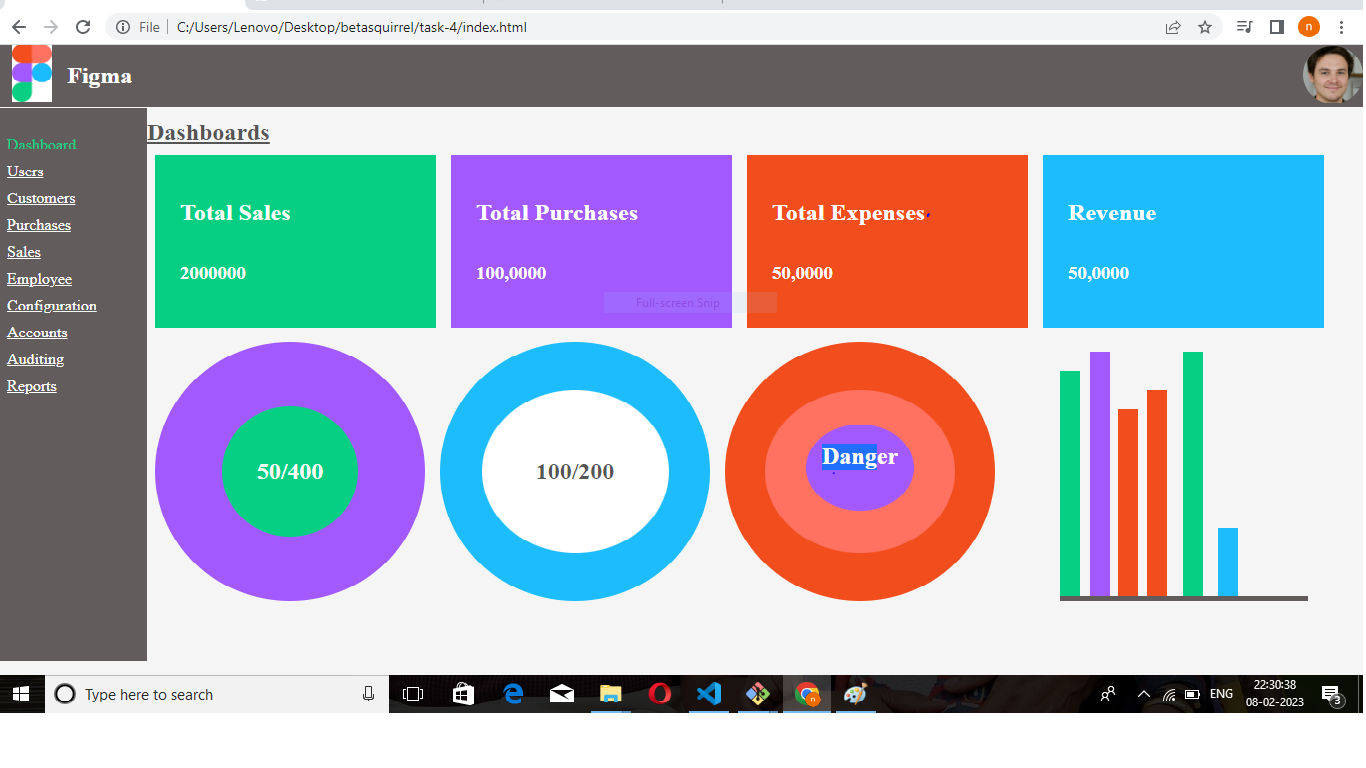 File C:/Users/Lenovo/Desktop/betasquirrel/task-4/index.html n
Figma
Dashboards
Dashboard
Users
Customers
Purchases
Sales
Employee
Configuration
Accounts
Auditing
Reports
Total Sales
2000000
Total Purchases
100,0000
Total Expenses
50,0000
Revenue
50,0000
Full-screen Snip
50/400
100/200
Danger
Type here to search
n
ENG
22:30:38
08-02-2023
3